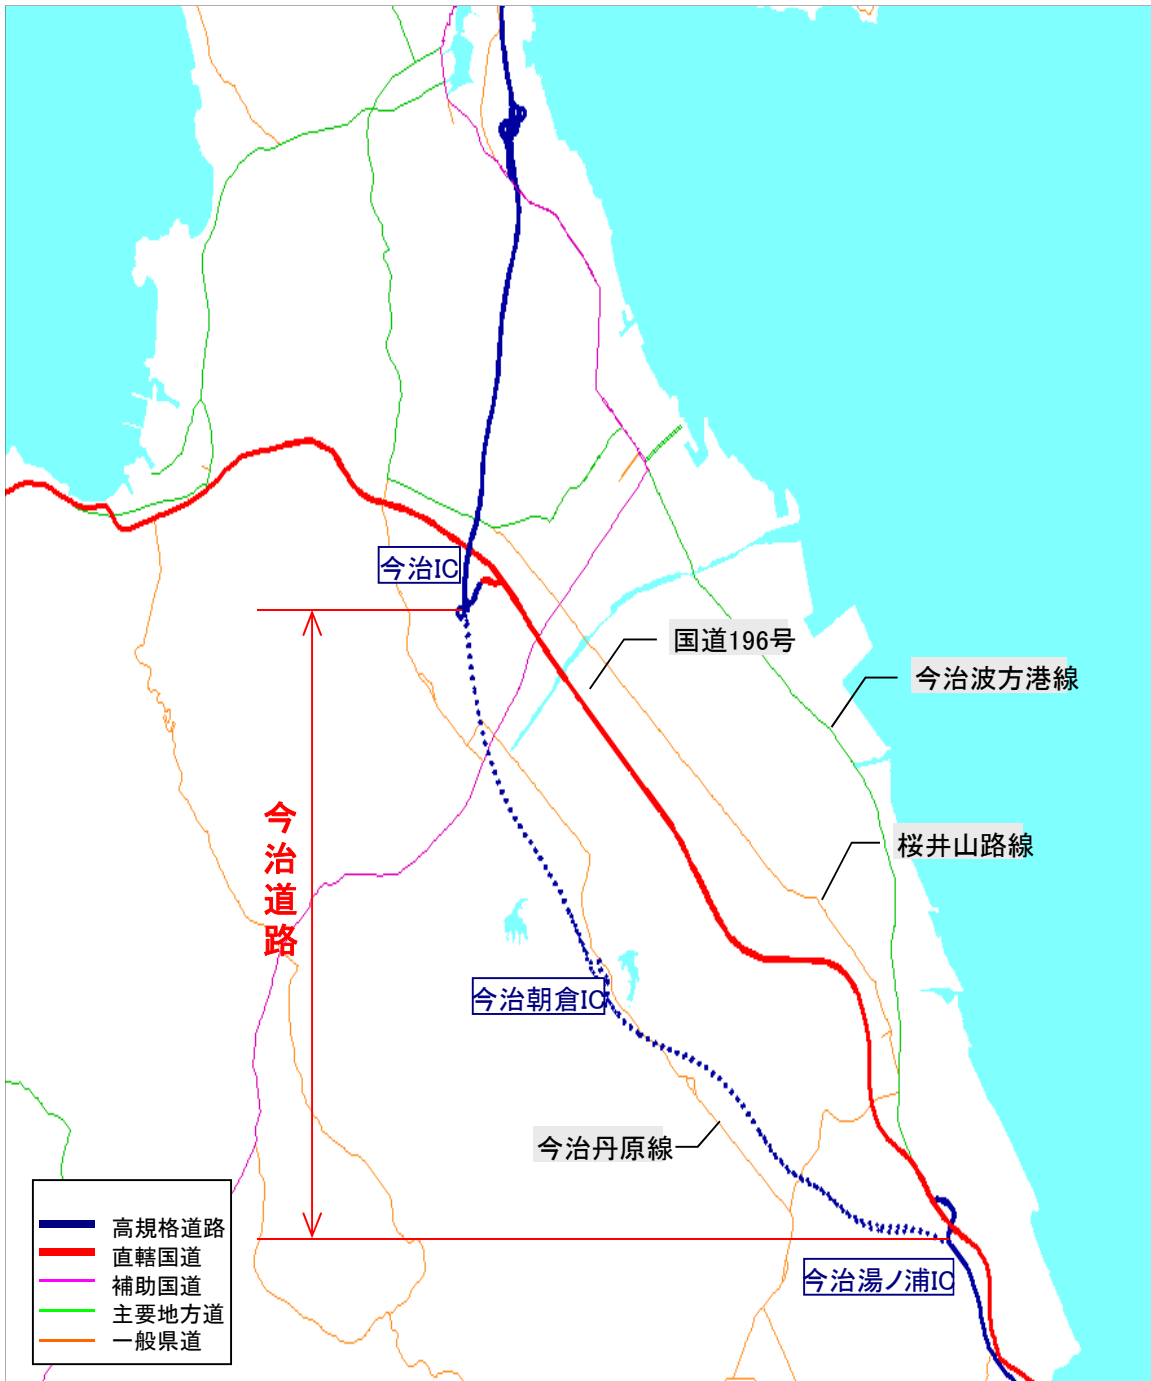 今治IC
国道196号
今治波方港線
今治道路
桜井山路線
今治朝倉IC
今治丹原線
今治湯ノ浦IC
高規格道路
直轄国道
補助国道
主要地方道
一般県道